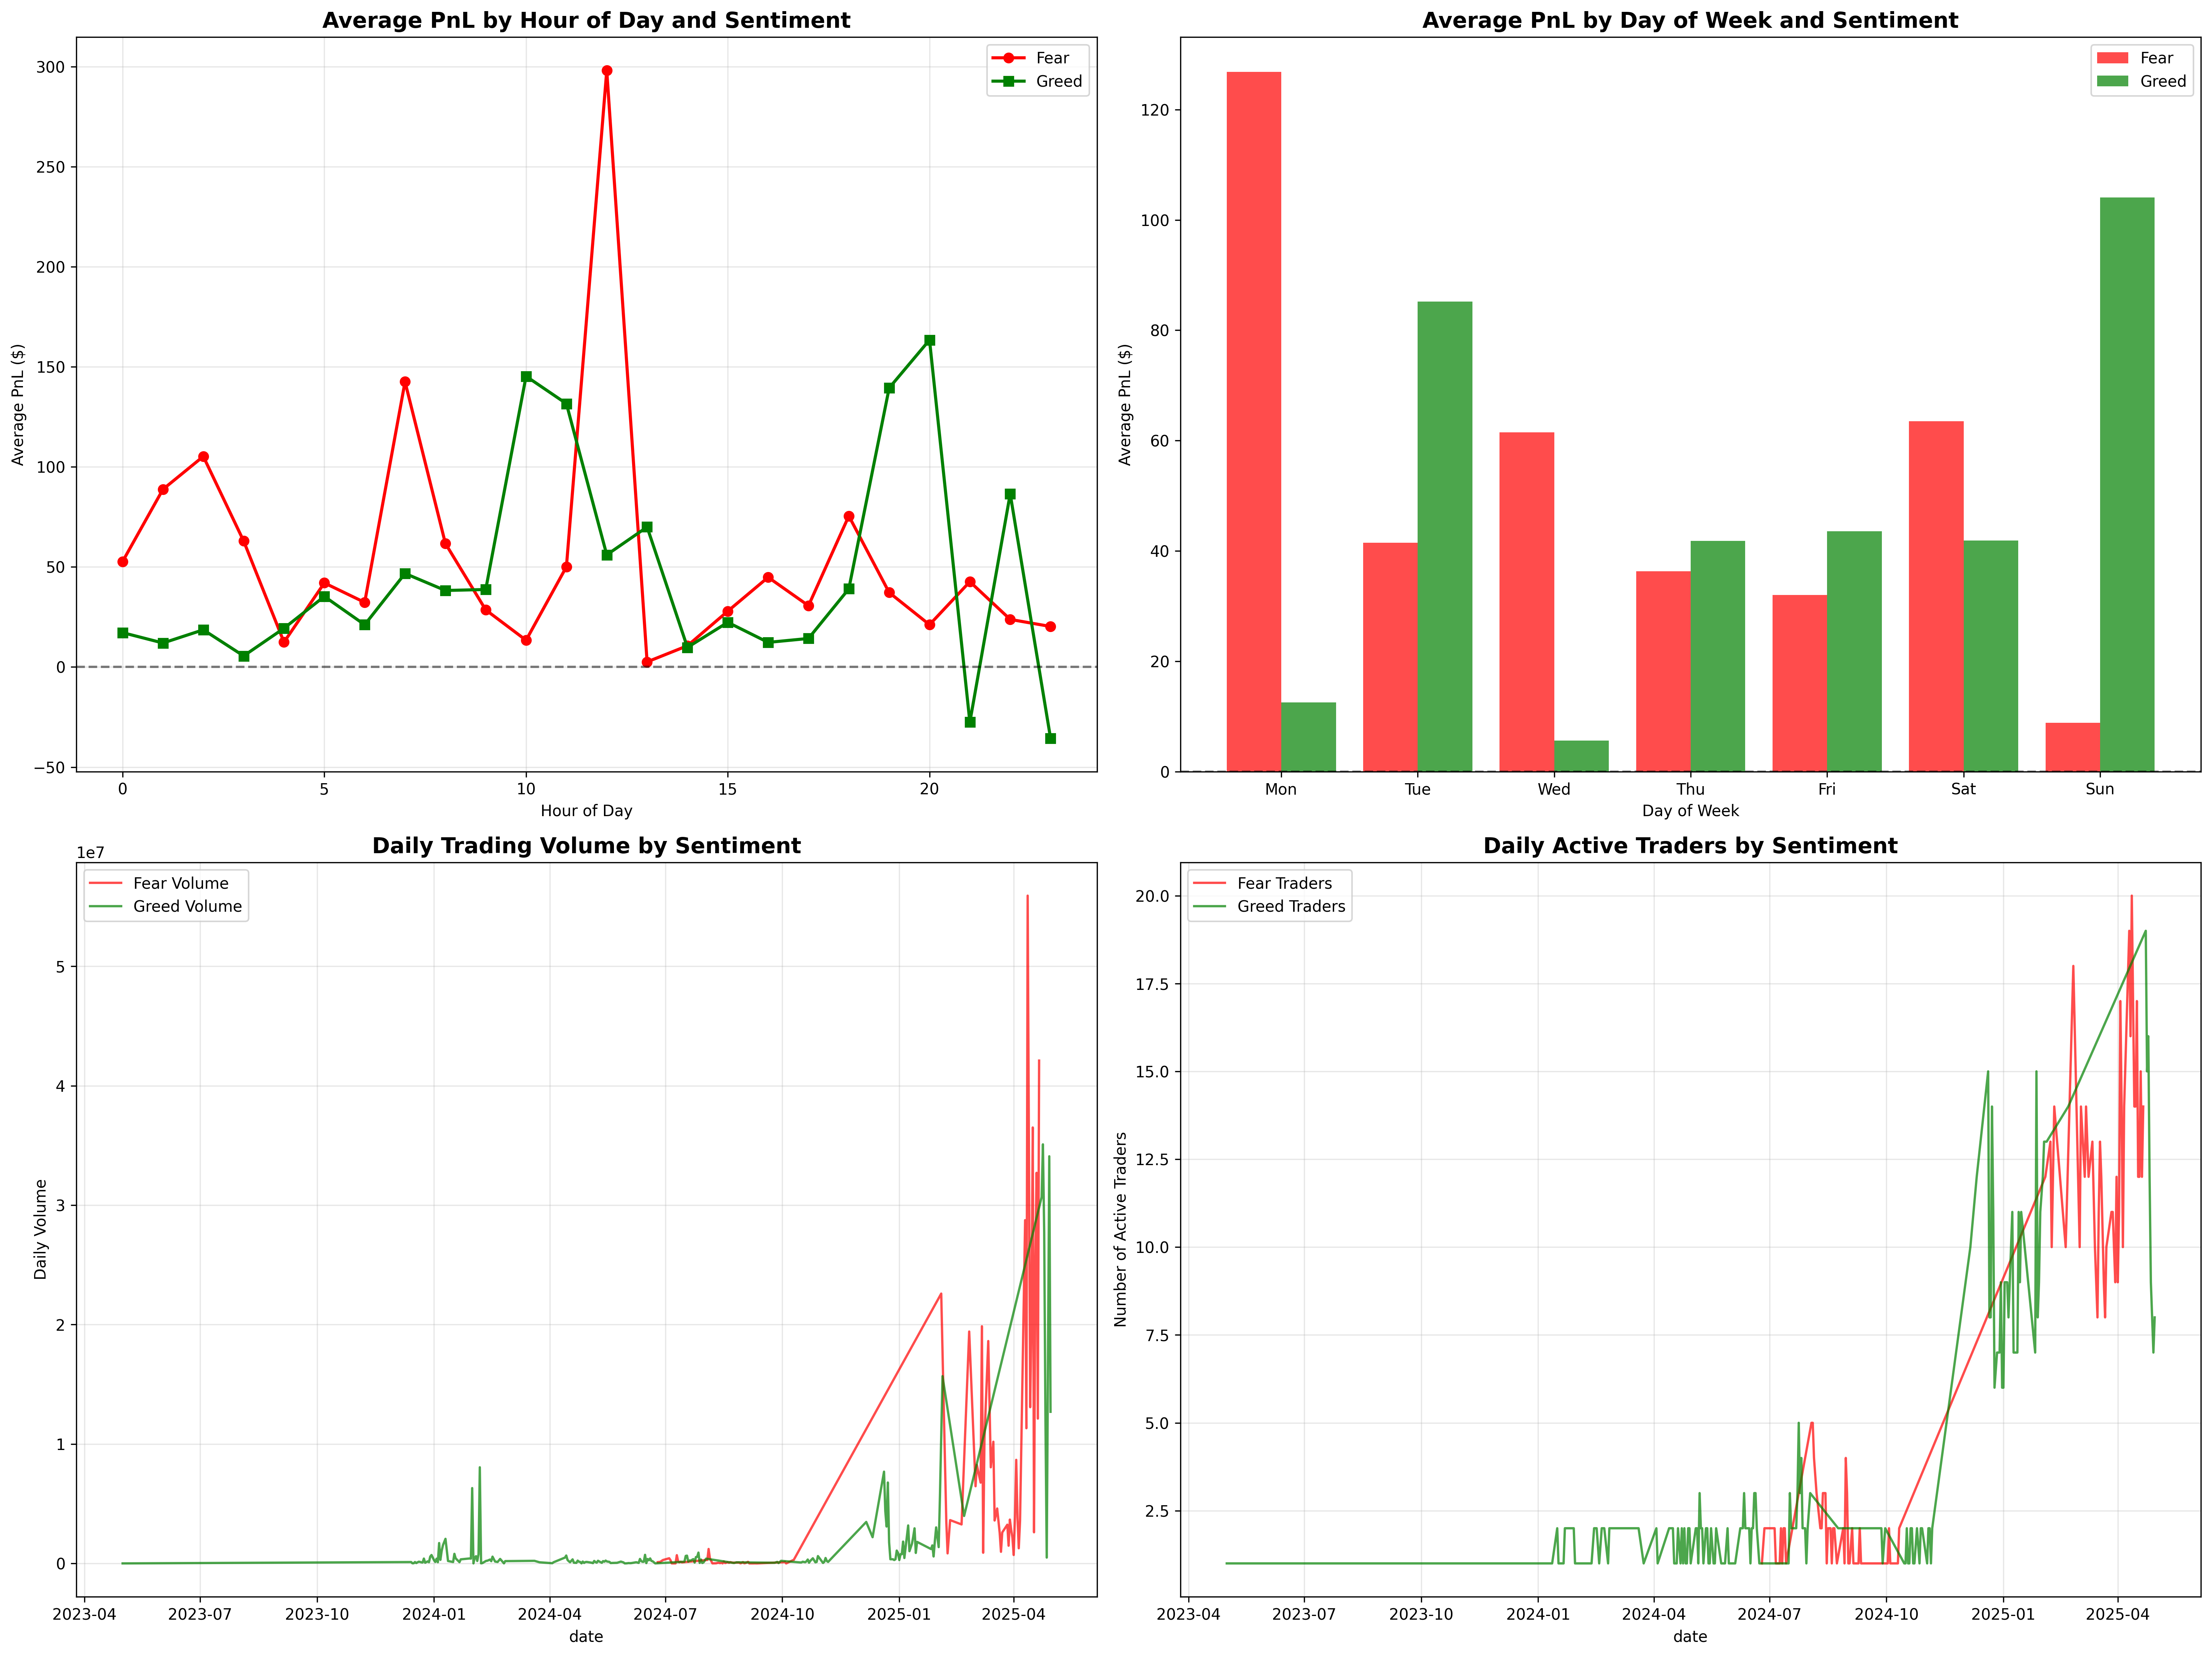 Average PnL by Hour of Day and Sentiment
Fear
Greed
300
250
200
150
100
50
0
−50
Average PnL ($)
0 5 10 15 20
Hour of Day
Average PnL by Day of Week and Sentiment
Fear
Greed
120
100
80
60
40
20
0
Average PnL ($)
Mon Tue Wed Thu Fri Sat Sun
Day of Week
Daily Trading Volume by Sentiment
1e7
Fear Volume
Greed Volume
5
4
3
2
1
0
Daily Volume
2023-04 2023-07 2023-10 2024-01 2024-04 2024-07 2024-10 2025-01 2025-04
date
Daily Active Traders by Sentiment
Fear Traders
Greed Traders
20.0
17.5
15.0
12.5
10.0
7.5
5.0
2.5
Number of Active Traders
2023-04 2023-07 2023-10 2024-01 2024-04 2024-07 2024-10 2025-01 2025-04
date